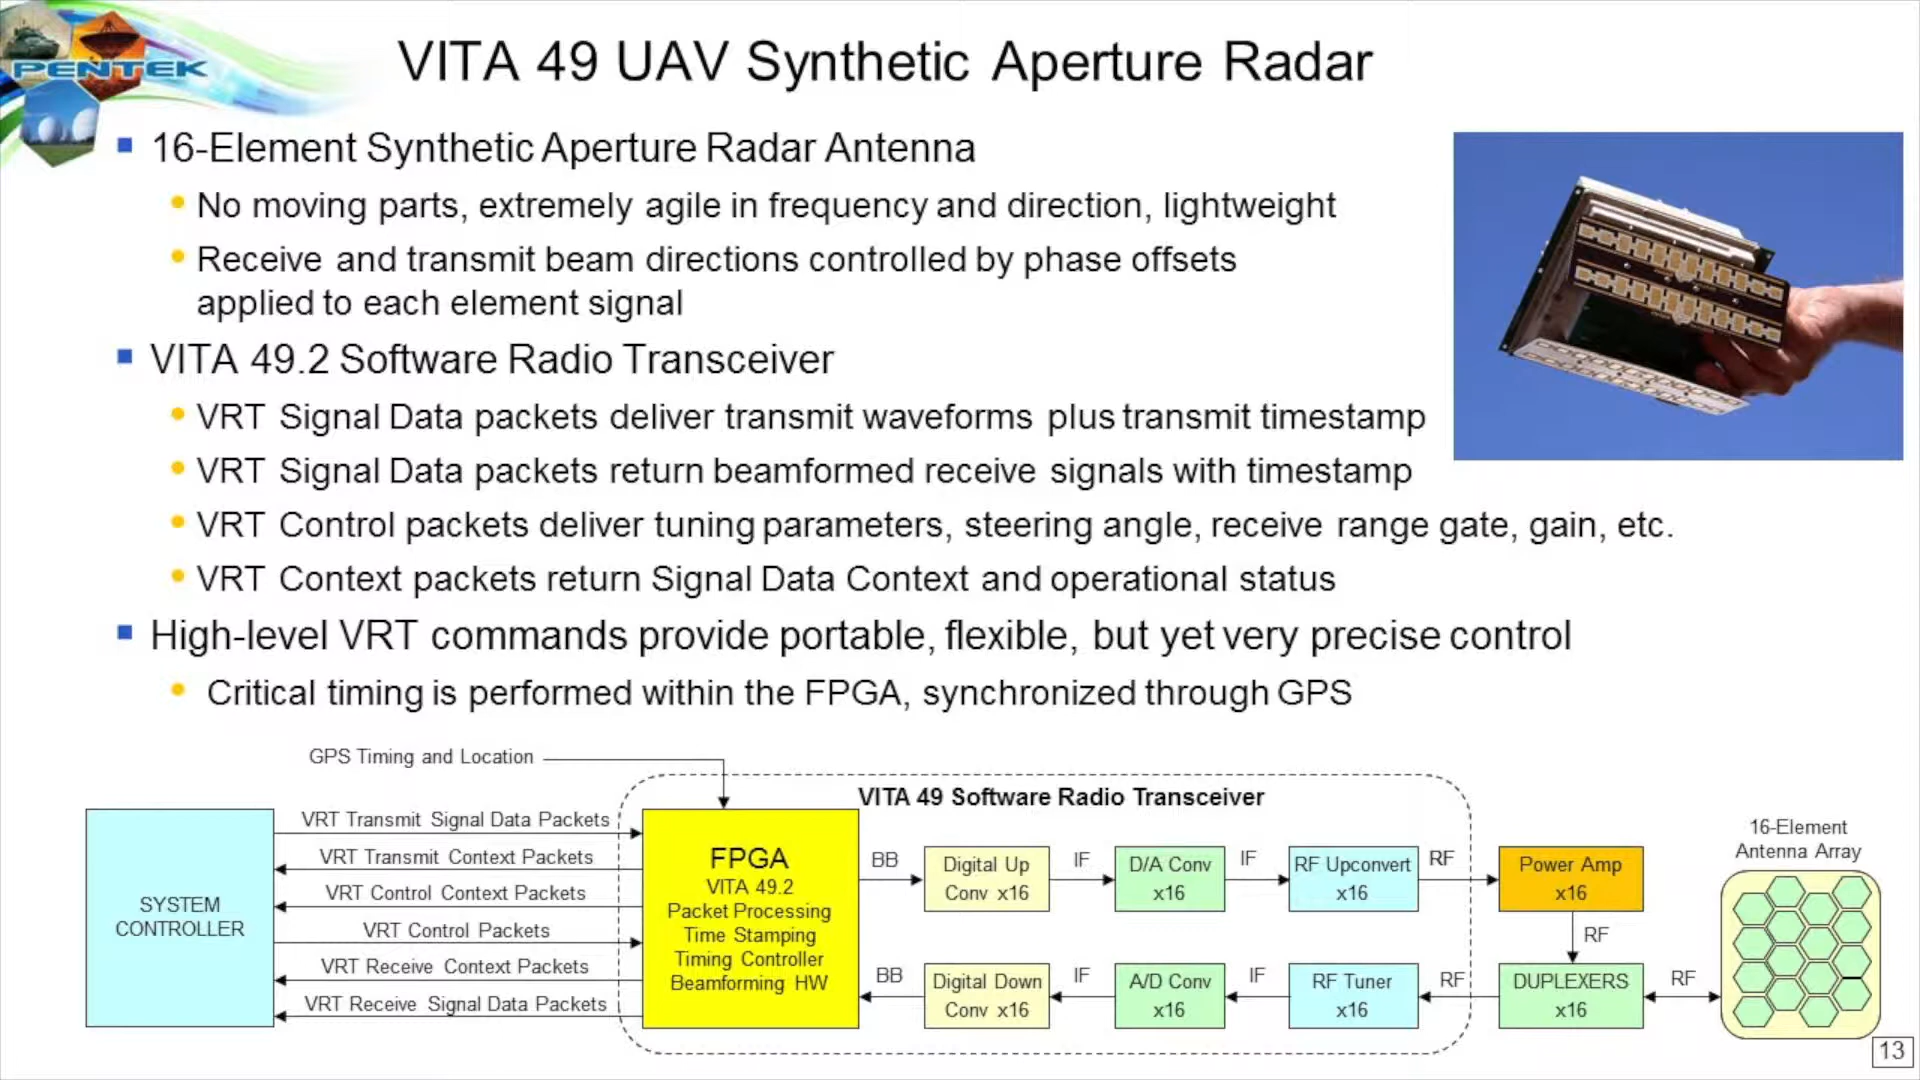 PENTEK
VITA 49 UAV Synthetic Aperture Radar
16-Element Synthetic Aperture Radar Antenna
No moving parts, extremely agile in frequency and direction, lightweight
Receive and transmit beam directions controlled by phase offsets
applied to each element signal
VITA 49.2 Software Radio Transceiver
VRT Signal Data packets deliver transmit waveforms plus transmit timestamp
VRT Signal Data packets return beamformed receive signals with timestamp
VRT Control packets deliver tuning parameters, steering angle, receive range gate, gain, etc.
VRT Context packets return Signal Data Context and operational status
High-level VRT commands provide portable, flexible, but yet very precise control
Critical timing is performed within the FPGA, synchronized through GPS
GPS Timing and Location
VITA 49 Software Radio Transceiver
SYSTEM
CONTROLLER
VRT Transmit Signal Data Packets
VRT Transmit Context Packets
VRT Control Context Packets
VRT Control Packets
VRT Receive Context Packets
VRT Receive Signal Data Packets
FPGA
VITA 49.2
Packet Processing
Time Stamping
Timing Controller
Beamforming HW
BB
Digital Up
Conv x16
IF
D/A Conv
x16
IF
RF Upconvert
x16
RF
Power Amp
x16
RF
BB
Digital Down
Conv x16
IF
A/D Conv
x16
IF
RF Tuner
x16
RF
DUPLEXERS
x16
RF
16-Element
Antenna Array
13